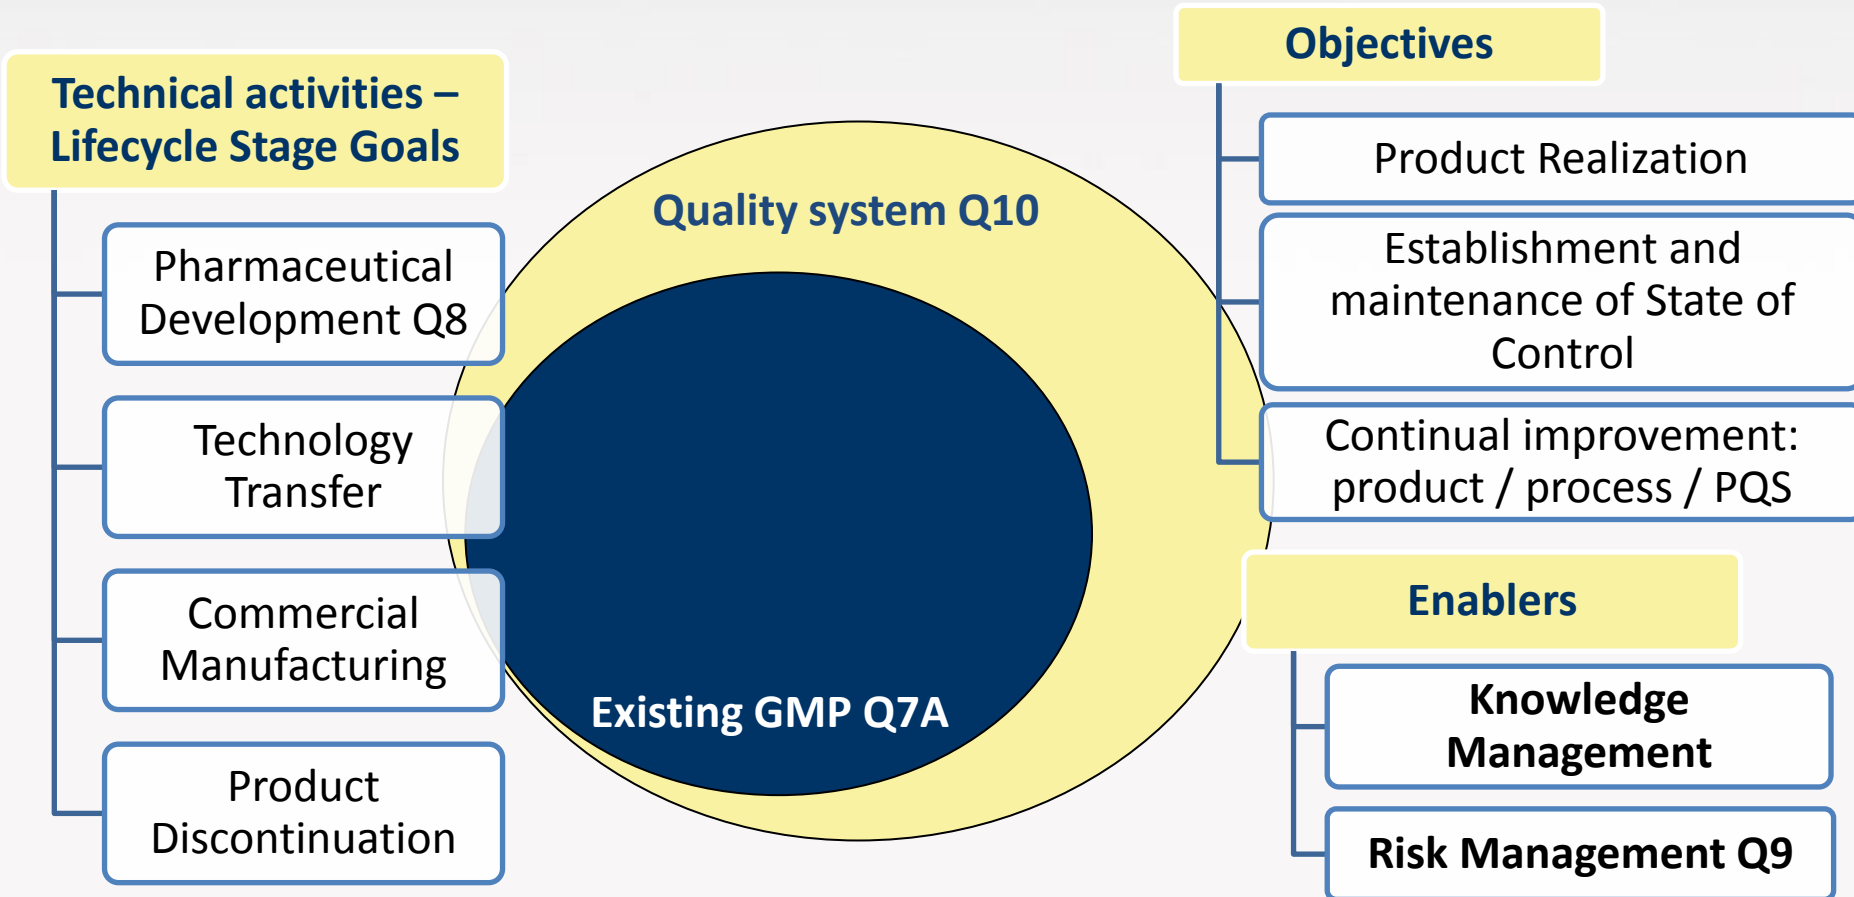 Technical activities –
Lifecycle Stage Goals
Pharmaceutical
Development Q8
Technology
Transfer
Commercial
Manufacturing
Product
Discontinuation
Quality system Q10
Existing GMP Q7A
Objectives
Product Realization
Establishment and
maintenance of State of
Control
Continual improvement:
product / process / PQS
Enablers
Knowledge
Management
Risk Management Q9